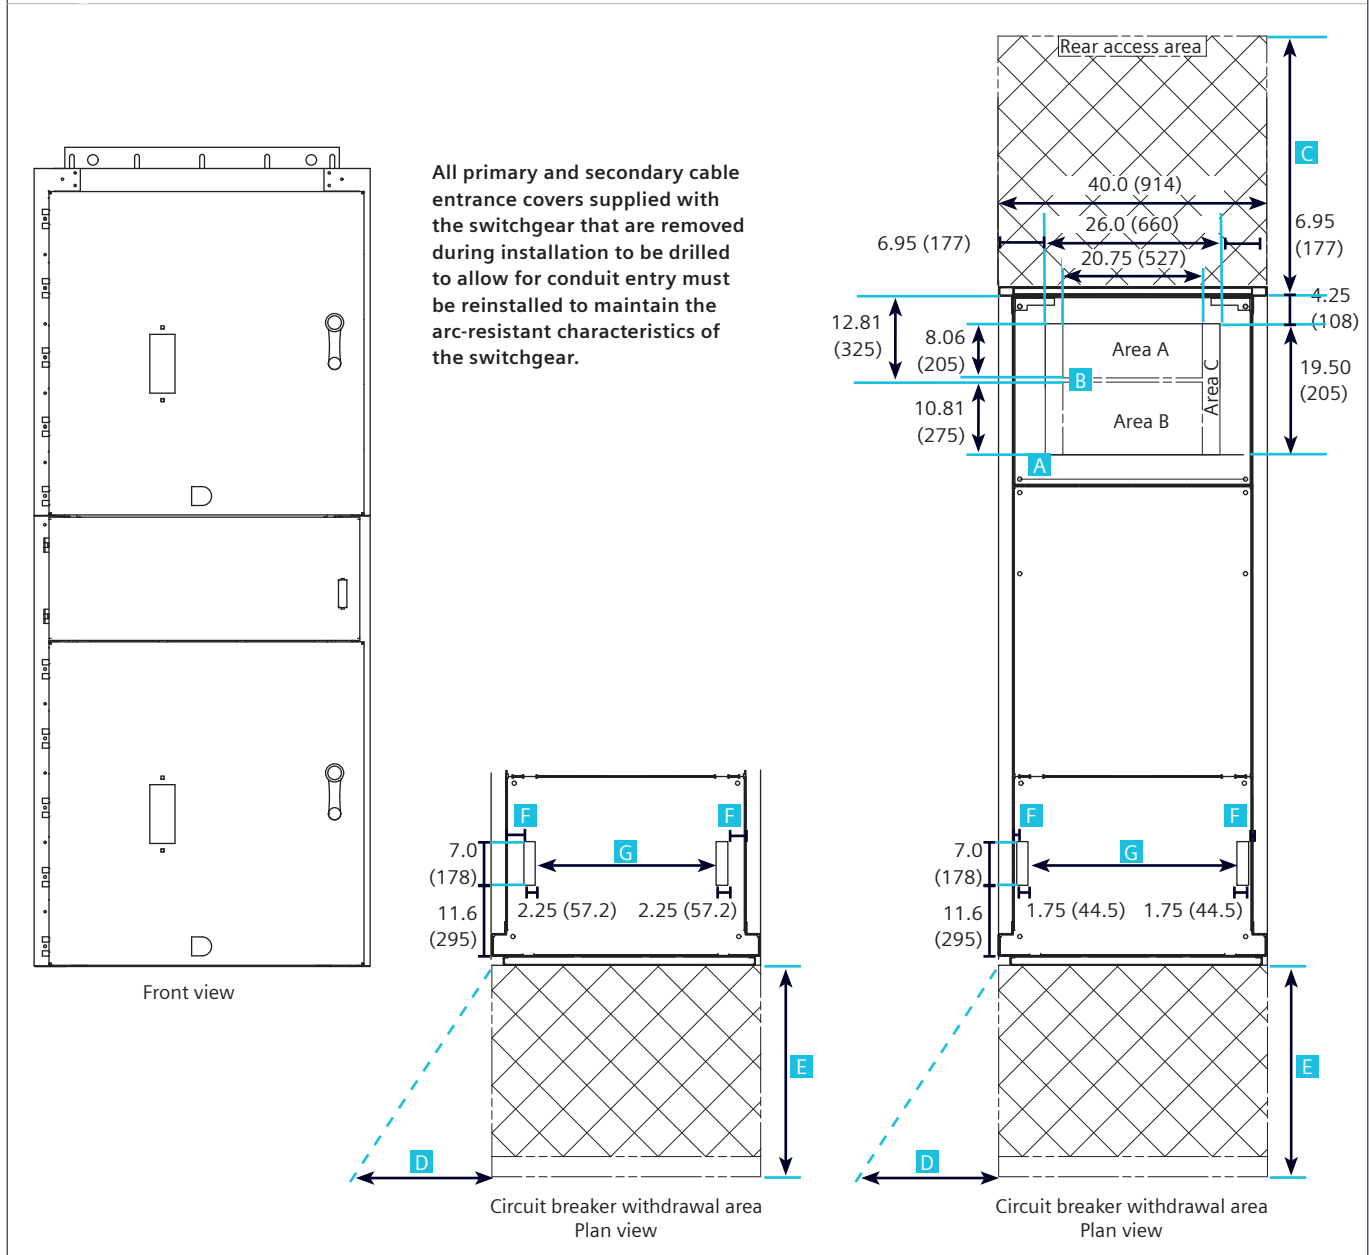 Rear access area
C
40.0 (914)
6.95 (177)
26.0 (660)
6.95
(177)
20.75 (527)
4.25
(108)
12.81
(325)
8.06
(205)
Area A
Area C
19.50
(205)
B
10.81
(275)
Area B
A
All primary and secondary cable
entrance covers supplied with
the switchgear that are removed
during installation to be drilled
to allow for conduit entry must
be reinstalled to maintain the
arc-resistant characteristics of
the switchgear.
Front view
F
F
G
7.0
(178)
11.6
(295)
2.25 (57.2)
2.25 (57.2)
E
D
Circuit breaker withdrawal area
Plan view
F
F
G
7.0
(178)
11.6
(295)
1.75 (44.5)
1.75 (44.5)
E
D
Circuit breaker withdrawal area
Plan view